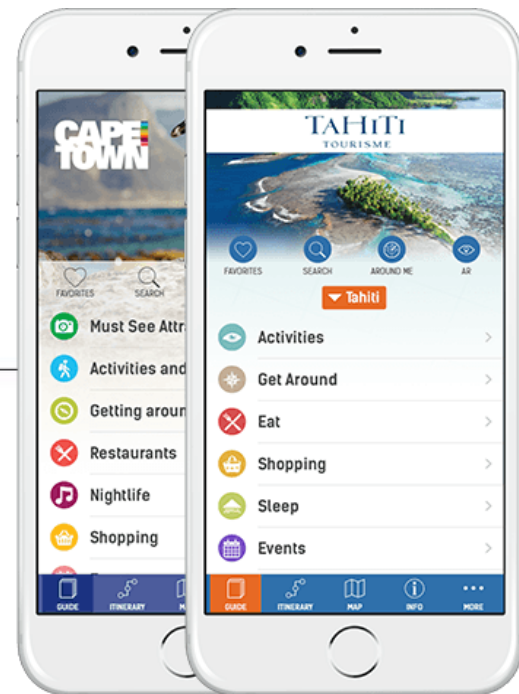 CAPE
TOWN
FAVORITES
SEARCH
Must See Attr
Activities and
Getting aroun
Restaurants
Nightlife
Shopping
GUIDE
ITINERARY
M
TAHITI
TOURISME
FAVORITES
SEARCH
AROUND ME
AR
Tahiti
Activities
Get Around
Eat
Shopping
Sleep
Events
GUIDE
ITINERARY
MAP
INFO
MORE